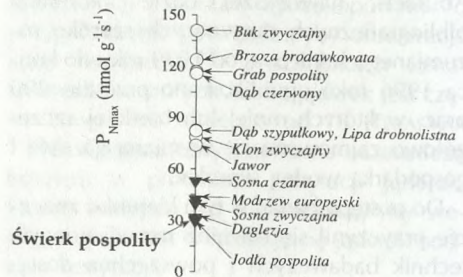 150
120
90
60
30
0
P Nmax (nmol g⁻¹s⁻¹)
Buk zwyczajny
Brzoza brodawkowata
Grab pospolity
Dąb czerwony
Dąb szypułkowy, Lipa drobnolistna
Klon zwyczajny
Jawor
Sosna czarna
Modrzew europejski
Sosna zwyczajna
Daglezja
Świerk pospolity
Jodła pospolita